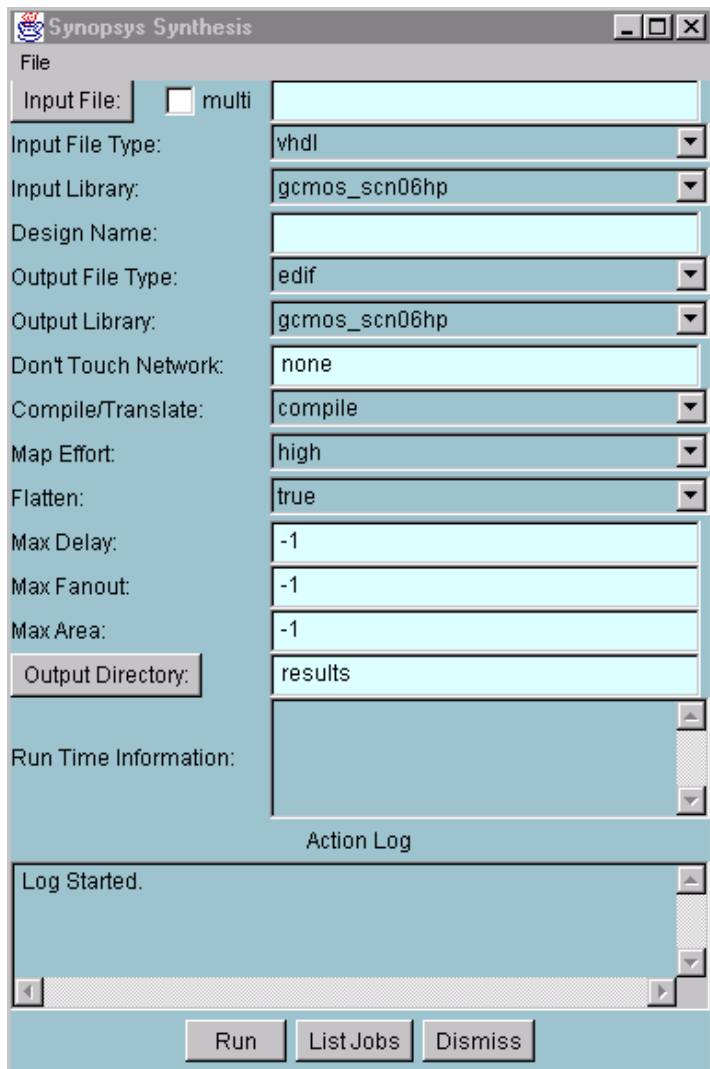 Synopsys Synthesis
File
Input File: multi
Input File Type: vhdl
Input Library: gcmos_scn06hp
Design Name:
Output File Type: edif
Output Library: gcmos_scn06hp
Don't Touch Network: none
Compile/Translate: compile
Map Effort: high
Flatten: true
Max Delay: -1
Max Fanout: -1
Max Area: -1
Output Directory: results
Run Time Information:
Action Log
Log Started.
Run List Jobs Dismiss